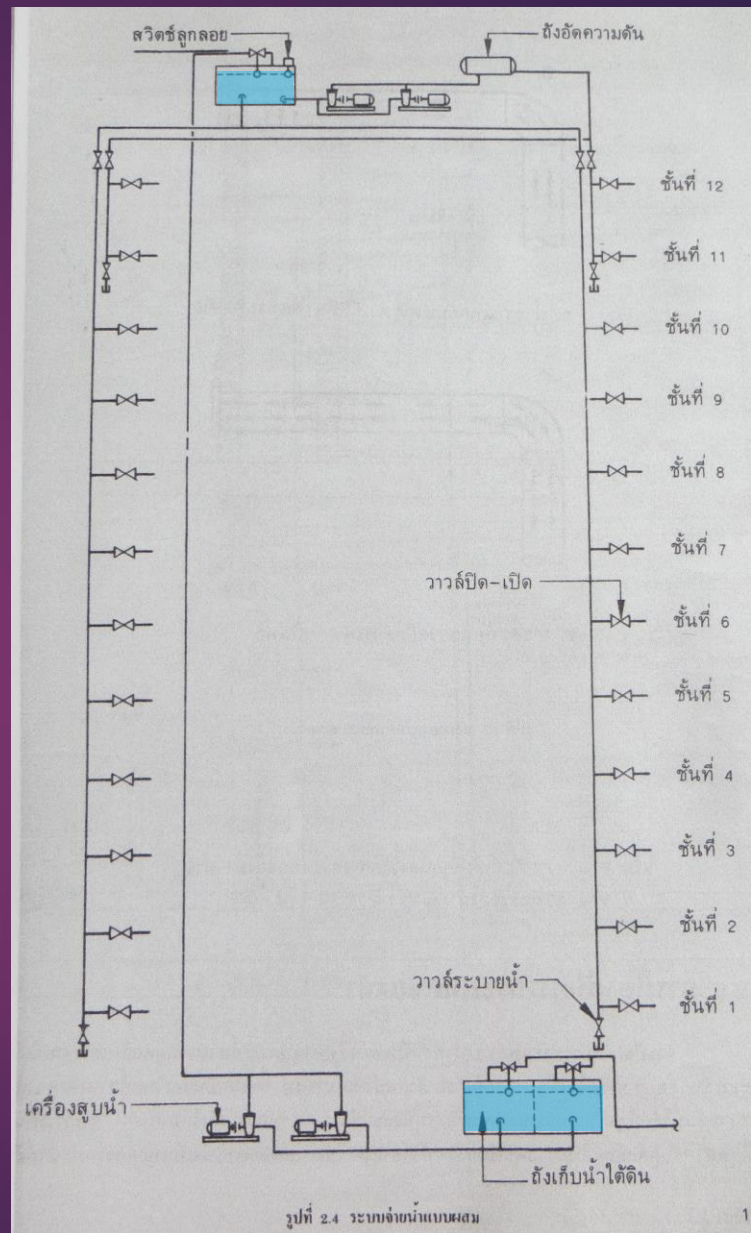 สวิตช์ลูกลอย
ถังอัดความดัน
ชั้นที่ 12
ชั้นที่ 11
ชั้นที่ 10
ชั้นที่ 9
ชั้นที่ 8
ชั้นที่ 7
วาวล์ปิด-เปิด
ชั้นที่ 6
ชั้นที่ 5
ชั้นที่ 4
ชั้นที่ 3
ชั้นที่ 2
วาวล์ระบายน้ำ
ชั้นที่ 1
เครื่องสูบน้ำ
ถังเก็บน้ำใต้ดิน
รูปที่ 2.4 ระบบจ่ายน้ำแบบผสม
1